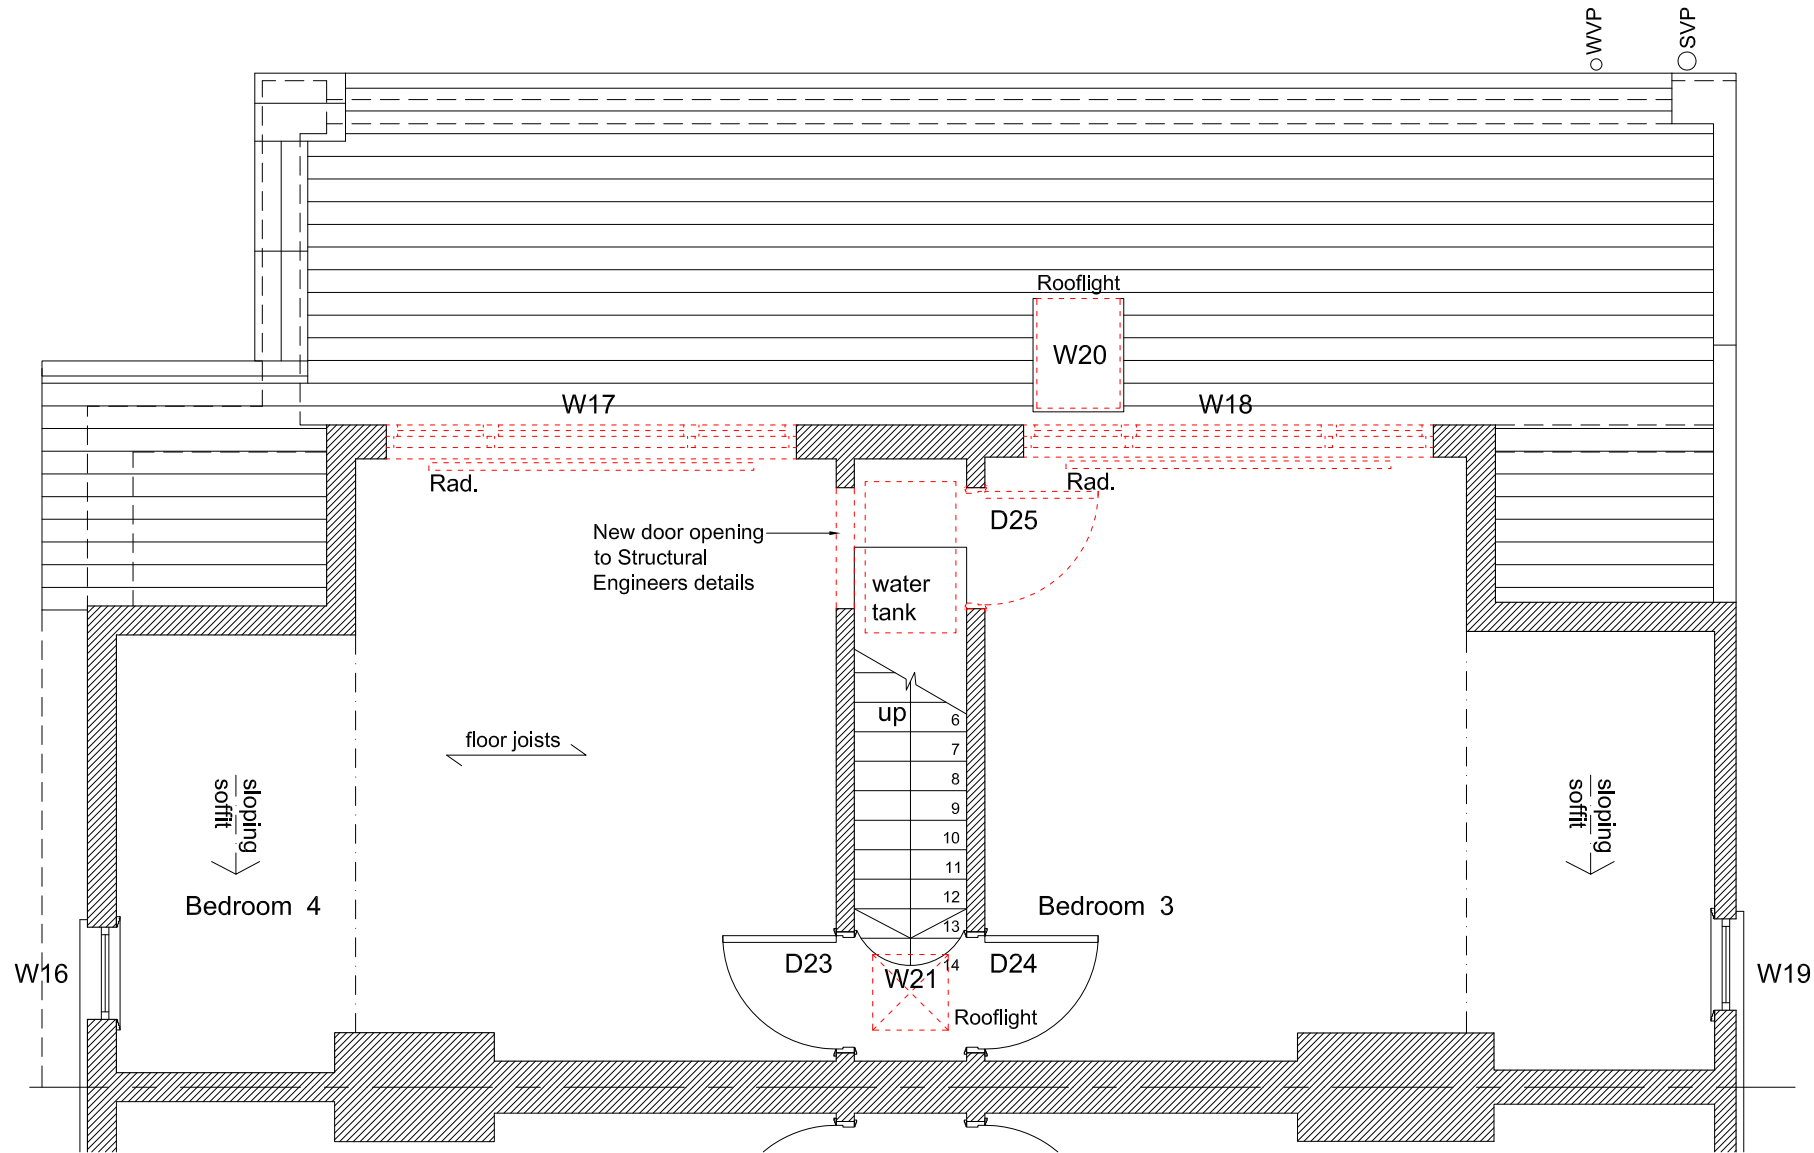 WVP
SVP
Rooflight
W20
W17
W18
Rad.
Rad.
D25
New door opening
to Structural
Engineers details
water
tank
up
6
7
8
9
10
11
12
13
14
floor joists
sloping
soffit
sloping
soffit
Bedroom 4
Bedroom 3
W16
D23
W21
D24
W19
Rooflight